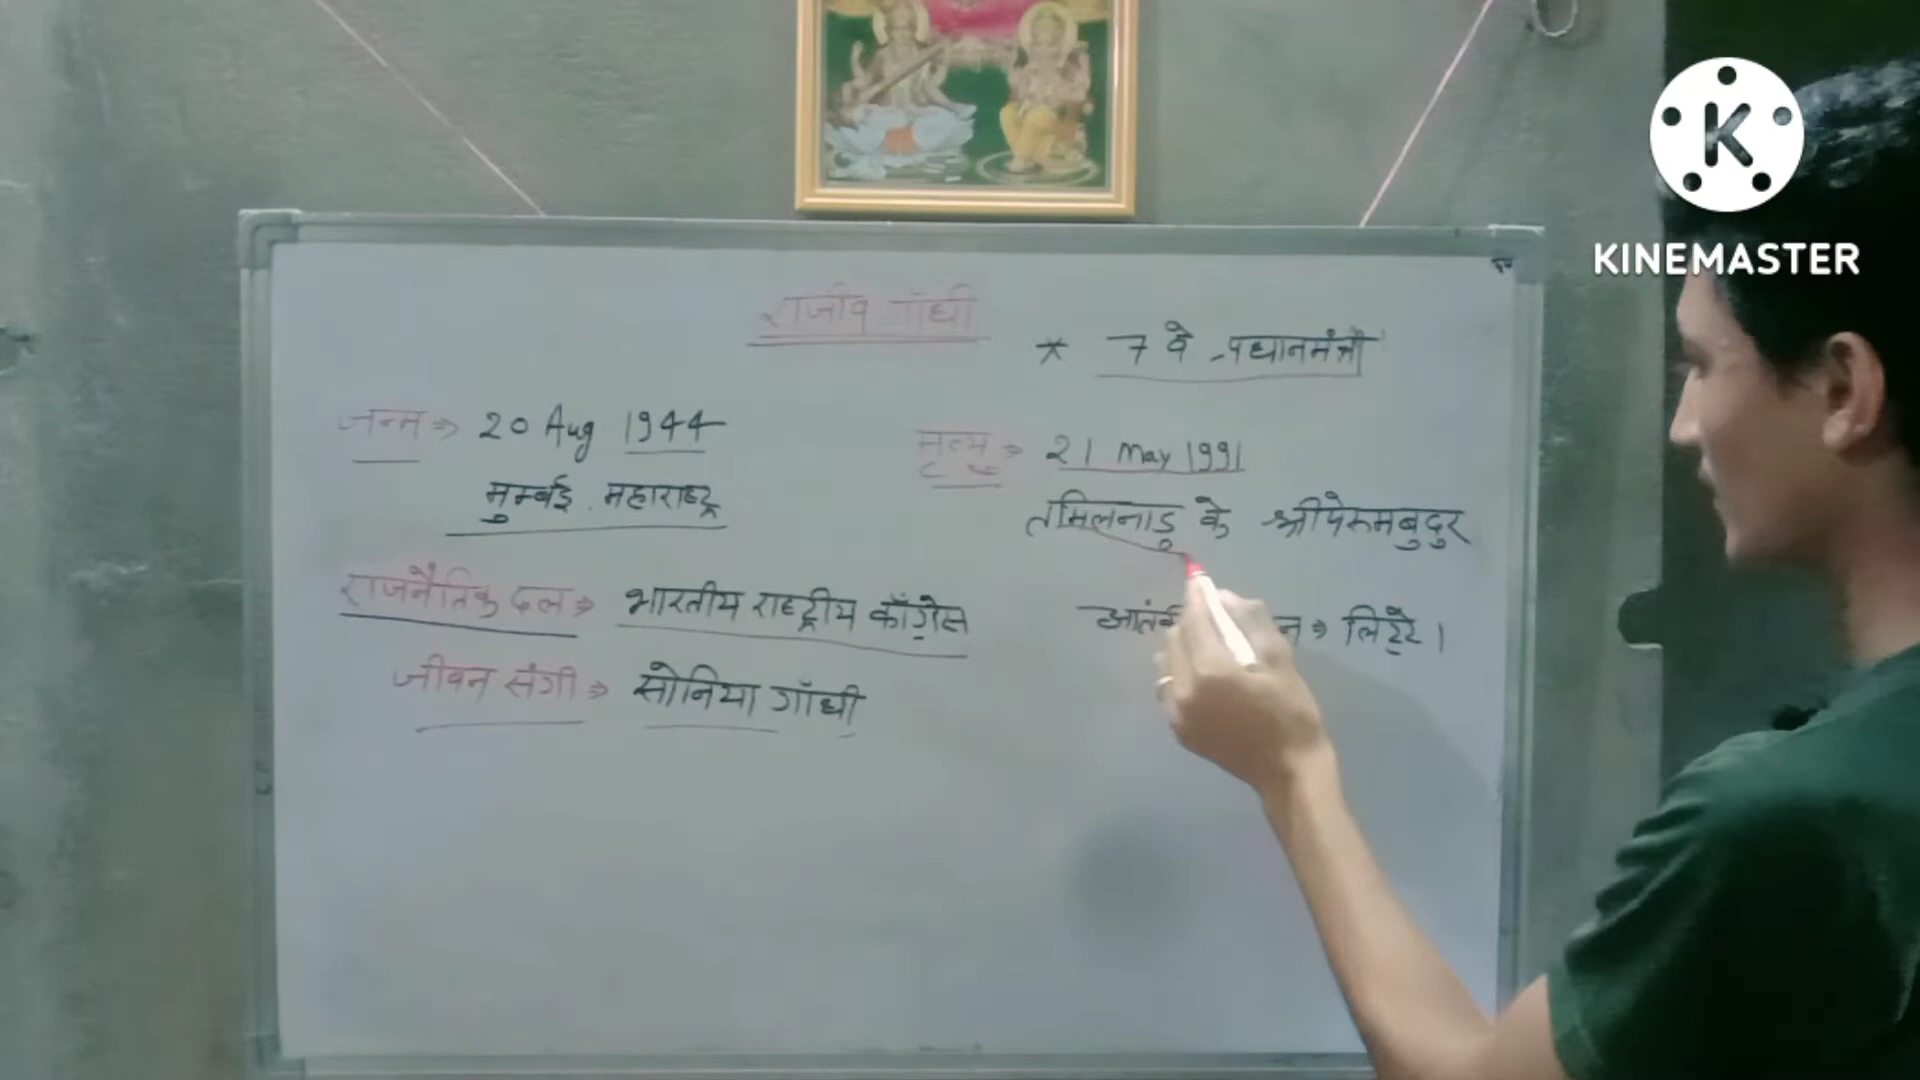 राजीव गाँधी
* 7 वे प्रधानमंत्री
जन्म ⇒ 20 Aug 1944
मुम्बई . महाराष्ट्र
मृत्यु ⇒ 21 May 1991
तमिलनाडु के श्रीपेरुमबुदुर
राजनैतिक दल ⇒ भारतीय राष्ट्रीय काँग्रेस
⇒ लिट्टे।
जीवन संगी ⇒ सोनिया गाँधी
K
KINEMASTER